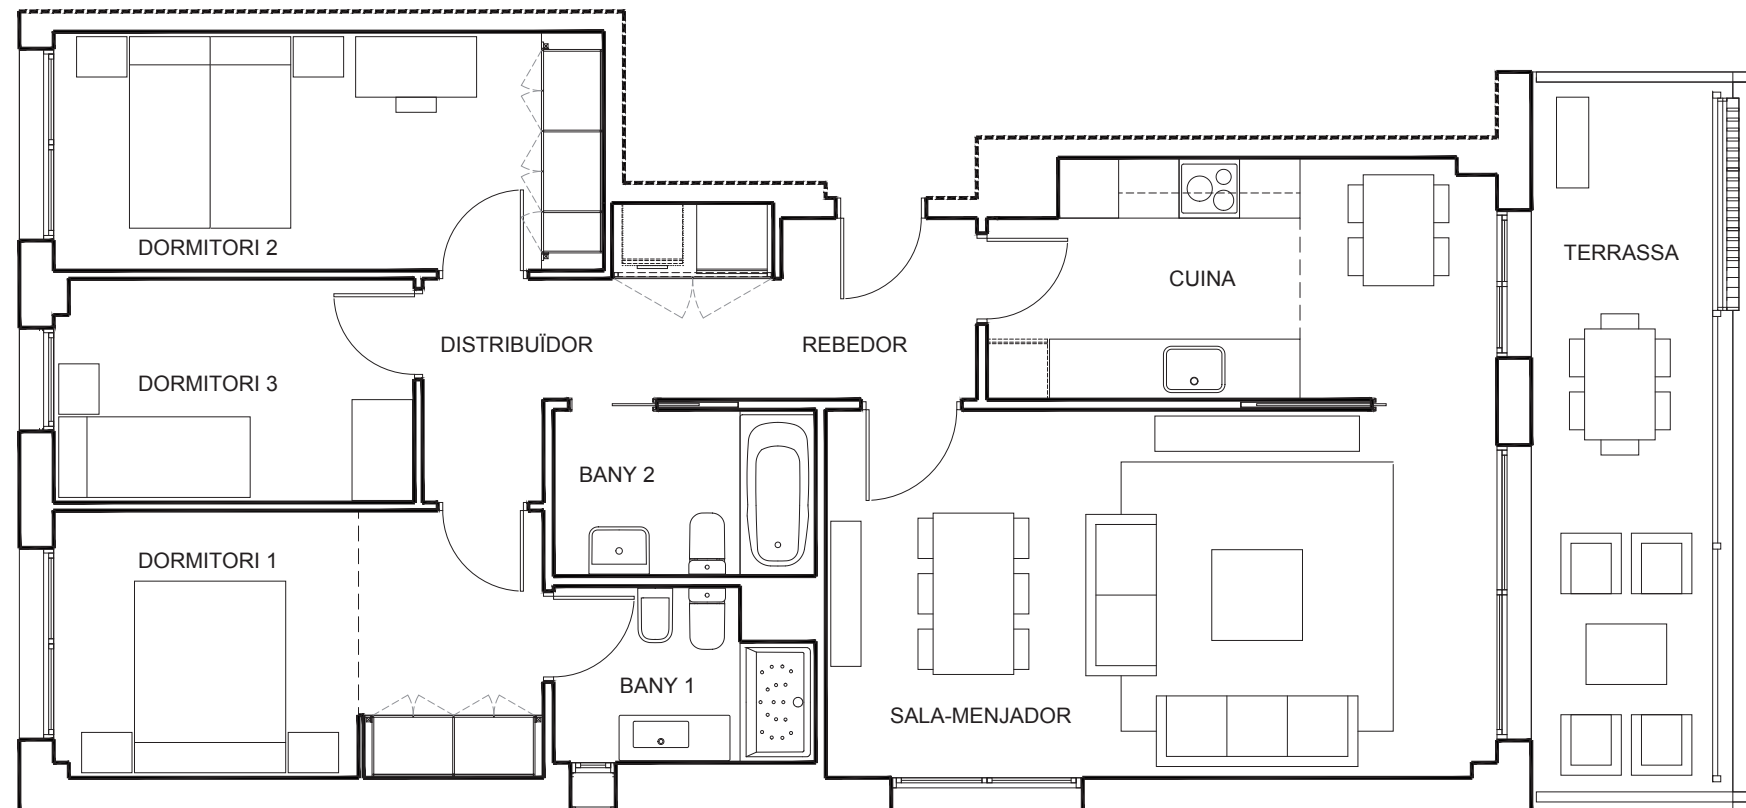 DORMITORI 2
TERRASSA
CUINA
DISTRIBUÏDOR
REBEDOR
DORMITORI 3
BANY 2
DORMITORI 1
BANY 1
SALA-MENJADOR